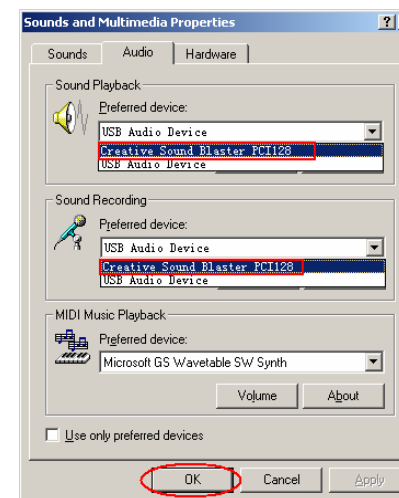 Sounds and Multimedia Properties ?
Sounds Audio Hardware
Sound Playback
Preferred device:
USB Audio Device
Creative Sound Blaster PCI128
USB Audio Device
Sound Recording
Preferred device:
USB Audio Device
Creative Sound Blaster PCI128
USB Audio Device
MIDI Music Playback
Preferred device:
Microsoft GS Wavetable SW Synth
Volume About
Use only preferred devices
OK Cancel Apply